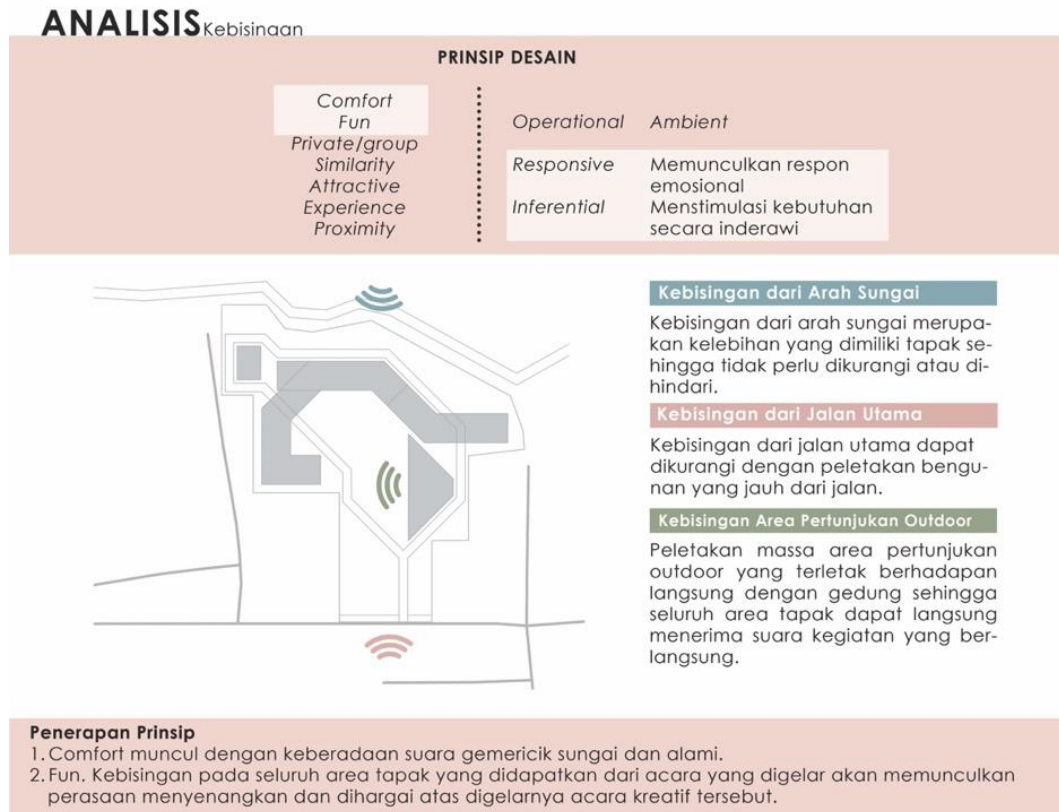 ANALISIS Kebisingan
PRINSIP DESAIN
Comfort
Fun
Private/group
Similarity
Attractive
Experience
Proximity
Operational Ambient
Responsive Memunculkan respon
emosional
Inferential Menstimulasi kebutuhan
secara inderawi
Kebisingan dari Arah Sungai
Kebisingan dari arah sungai merupa-
kan kelebihan yang dimiliki tapak se-
hingga tidak perlu dikurangi atau di-
hindari.
Kebisingan dari Jalan Utama
Kebisingan dari jalan utama dapat
dikurangi dengan peletakan bengu-
nan yang jauh dari jalan.
Kebisingan Area Pertunjukan Outdoor
Peletakan massa area pertunjukan
outdoor yang terletak berhadapan
langsung dengan gedung sehingga
seluruh area tapak dapat langsung
menerima suara kegiatan yang ber-
langsung.
Penerapan Prinsip
1. Comfort muncul dengan keberadaan suara gemericik sungai dan alami.
2. Fun. Kebisingan pada seluruh area tapak yang didapatkan dari acara yang digelar akan memunculkan
perasaan menyenangkan dan dihargai atas digelarnya acara kreatif tersebut.